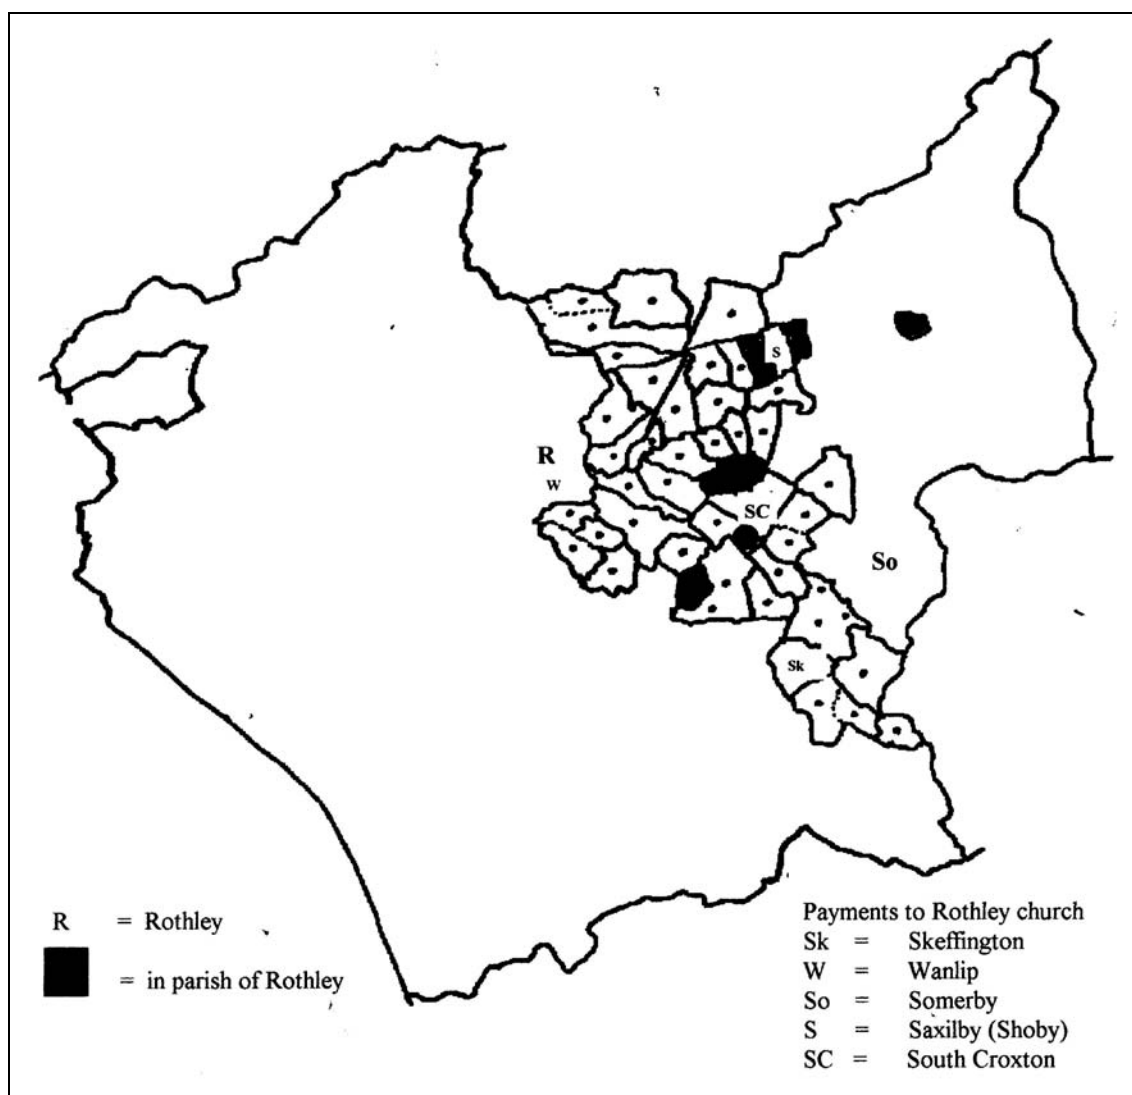 S
R
W
SC
So
Sk
R = Rothley
= in parish of Rothley
Payments to Rothley church
Sk = Skeffington
W = Wanlip
So = Somerby
S = Saxilby (Shoby)
SC = South Croxton